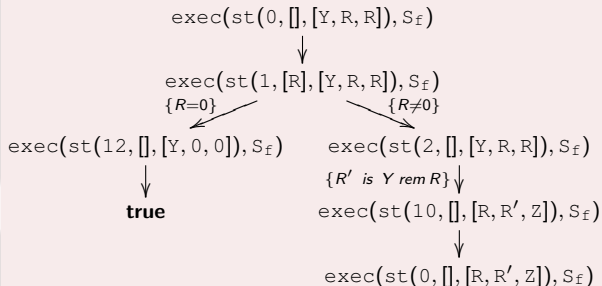 exec(st(0,[],[Y,R,R]),S_f)
exec(st(1,[R],[Y,R,R]),S_f)
{R=0} {R≠0}
exec(st(12,[],[Y,0,0]),S_f) exec(st(2,[],[Y,R,R]),S_f)
{R′ is Y rem R}
true exec(st(10,[],[R,R′,Z]),S_f)
exec(st(0,[],[R,R′,Z]),S_f)